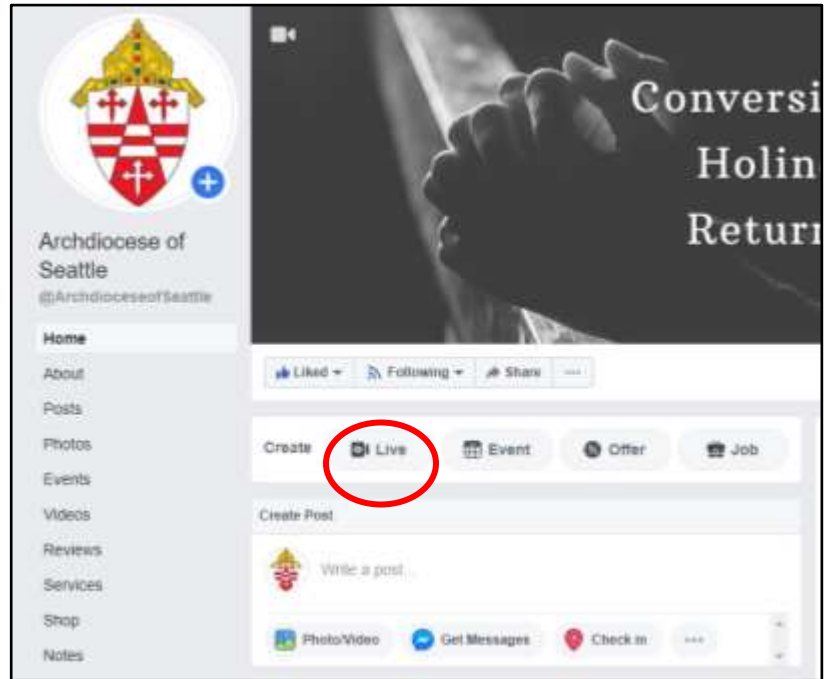 Conversi
Holin
Return
Archdiocese of
Seattle
@ArchdioceseofSeattle
Home
About
Posts
Photos
Events
Videos
Reviews
Services
Shop
Notes
Liked Following Share ...
Create Live Event Offer Job
Create Post
Write a post...
Photo/Video Get Messages Check in ...